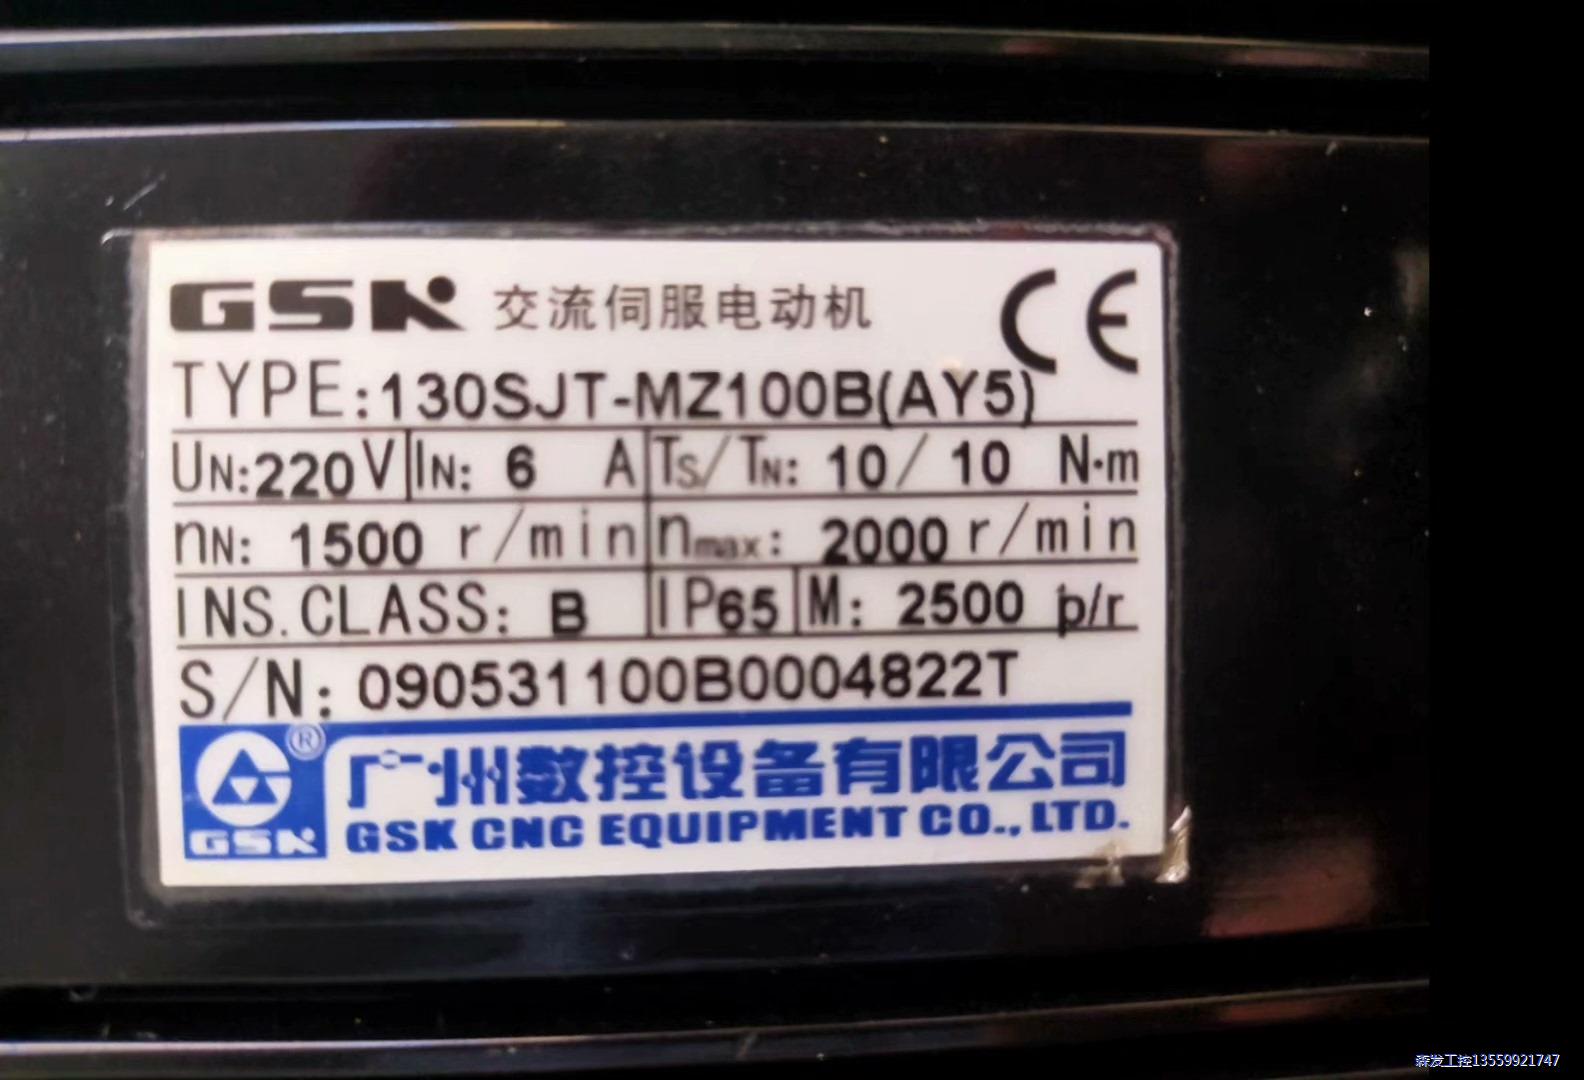 GSK 交流伺服电动机 CE
TYPE:130SJT-MZ100B(AY5)
UN:220V IN: 6 A TS/TN: 10/10 N·m
nN: 1500 r/min nmax: 2000 r/min
INS.CLASS: B IP65 M: 2500 p/r
S/N: 090531100B0004822T
® 广州数控设备有限公司
GSK GSK CNC EQUIPMENT CO., LTD.
森发工控13559921747